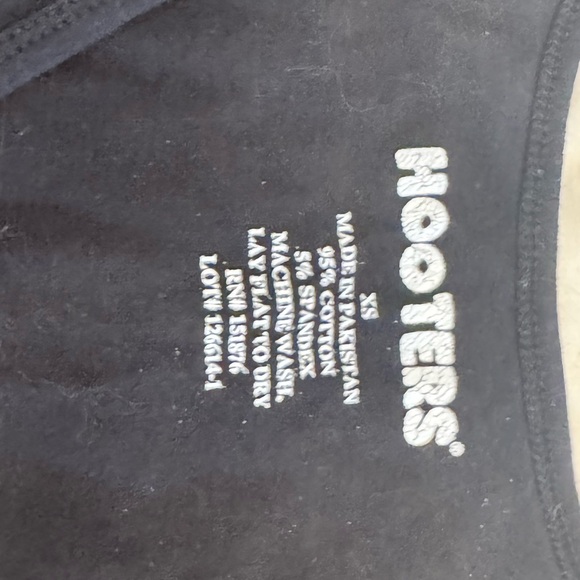 HOOTERS®
XS
MADE IN PAKISTAN
95% COTTON
5% SPANDEX
MACHINE WASH,
LAY FLAT TO DRY
RN# 151876
LOT# 126614-1